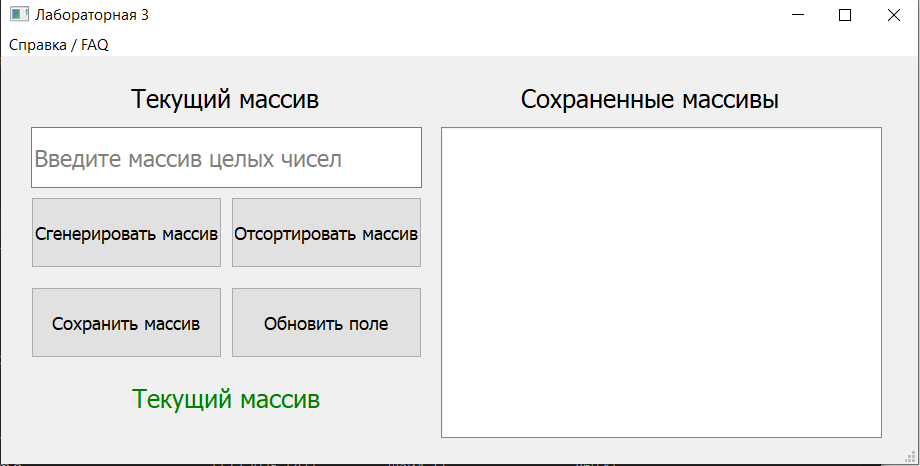 Лабораторная 3
Справка / FAQ
Текущий массив
Сохраненные массивы
Введите массив целых чисел
Сгенерировать массив
Отсортировать массив
Сохранить массив
Обновить поле
Текущий массив